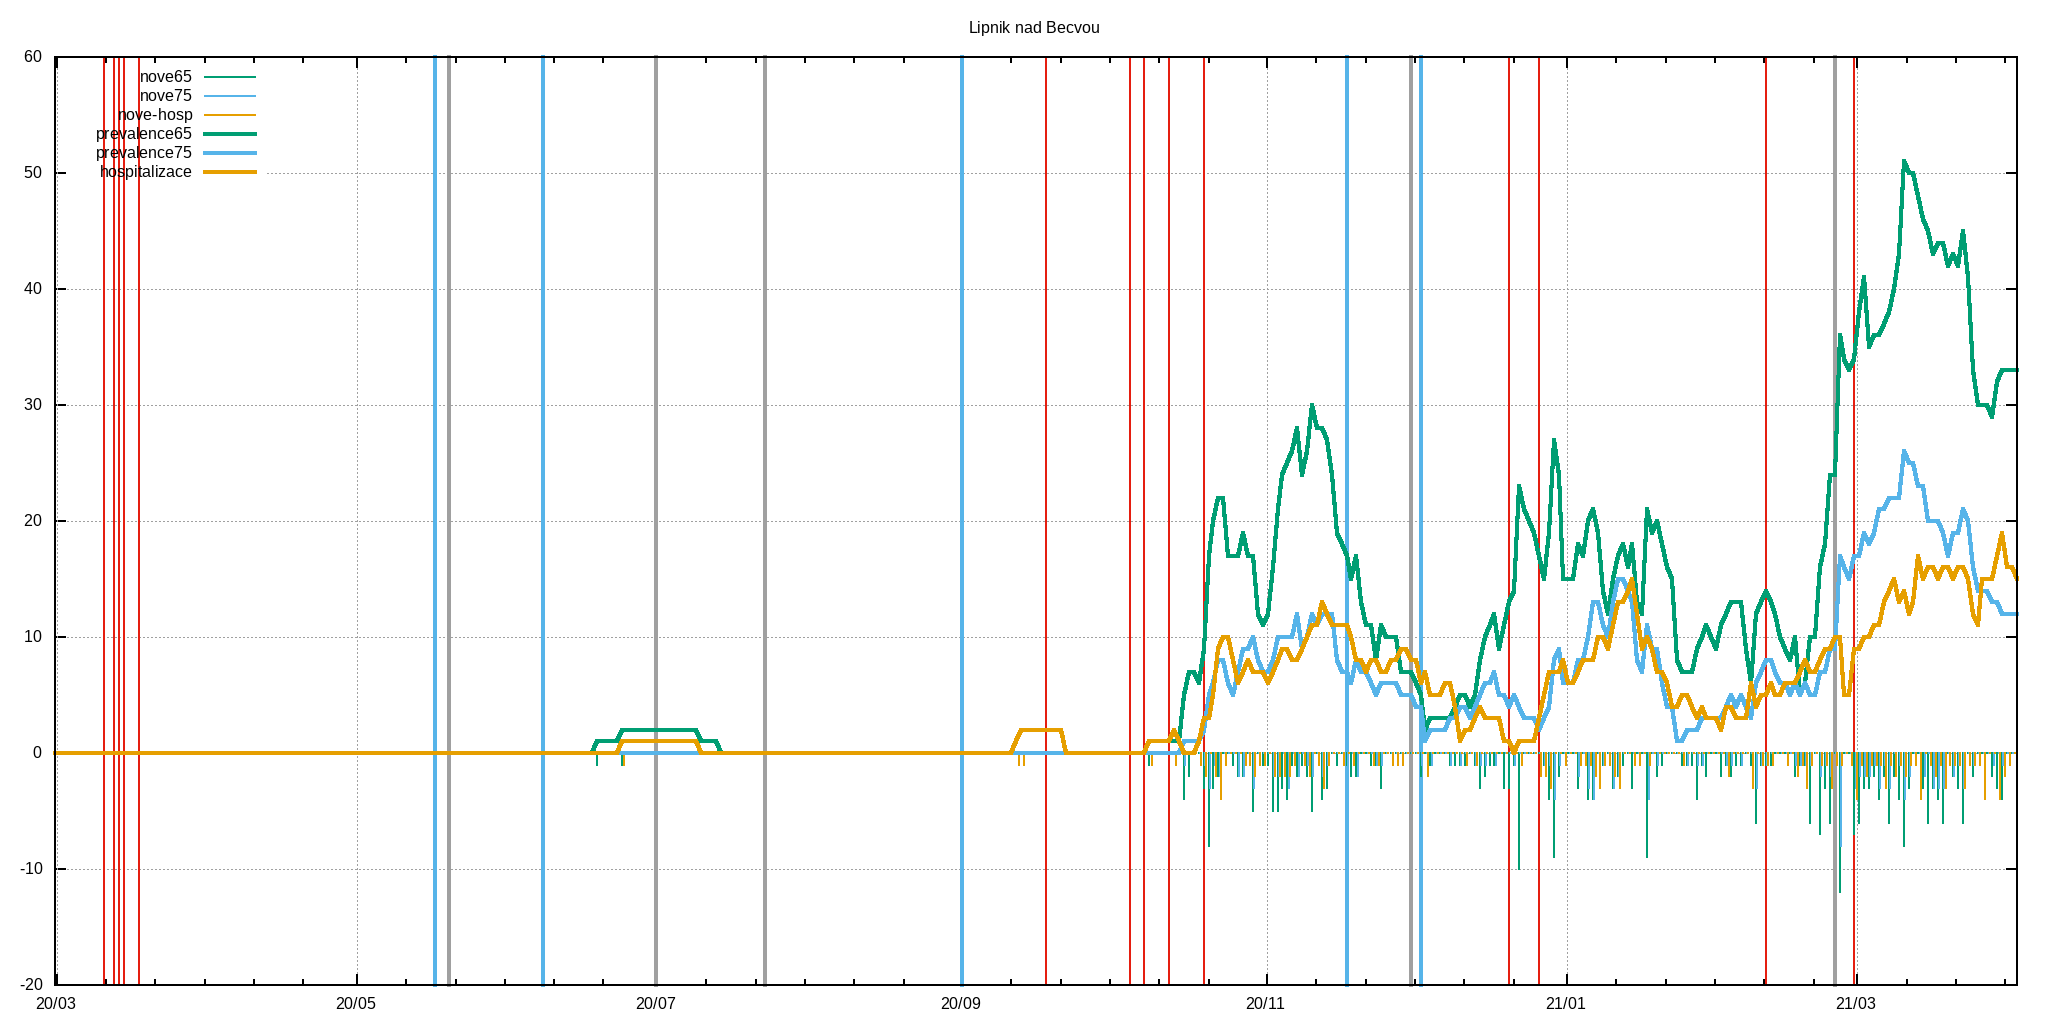 Lipnik nad Becvou
60
50
40
30
20
10
0
-10
-20
nove65
nove75
nove-hosp
prevalence65
prevalence75
hospitalizace
20/03 20/05 20/07 20/09 20/11 21/01 21/03